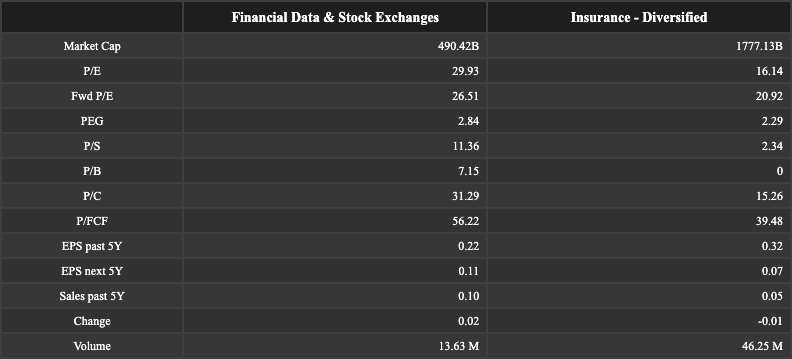 Financial Data & Stock Exchanges Insurance - Diversified
Market Cap 490.42B 1777.13B
P/E 29.93 16.14
Fwd P/E 26.51 20.92
PEG 2.84 2.29
P/S 11.36 2.34
P/B 7.15 0
P/C 31.29 15.26
P/FCF 56.22 39.48
EPS past 5Y 0.22 0.32
EPS next 5Y 0.11 0.07
Sales past 5Y 0.10 0.05
Change 0.02 -0.01
Volume 13.63 M 46.25 M